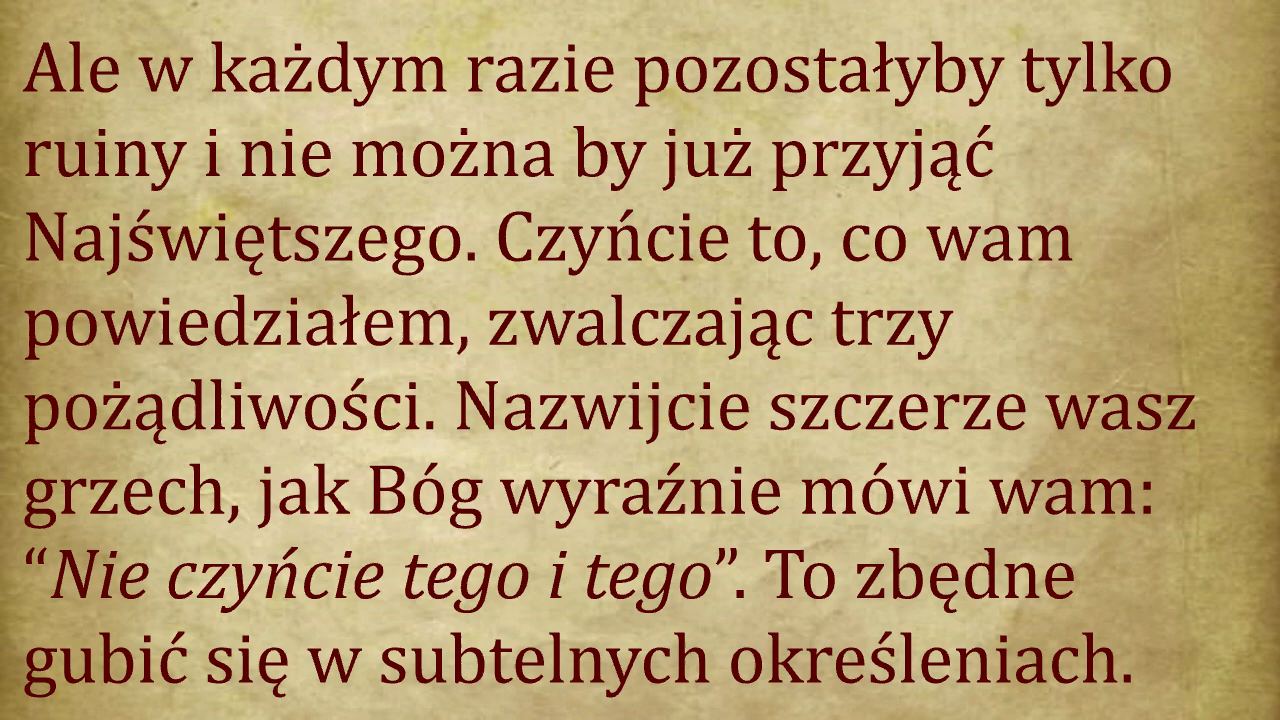 Ale w każdym razie pozostałyby tylko
ruiny i nie można by już przyjąć
Najświętszego. Czyńcie to, co wam
powiedziałem, zwalczając trzy
pożądliwości. Nazwijcie szczerze wasz
grzech, jak Bóg wyraźnie mówi wam:
“Nie czyńcie tego i tego”. To zbędne
gubić się w subtelnych określeniach.